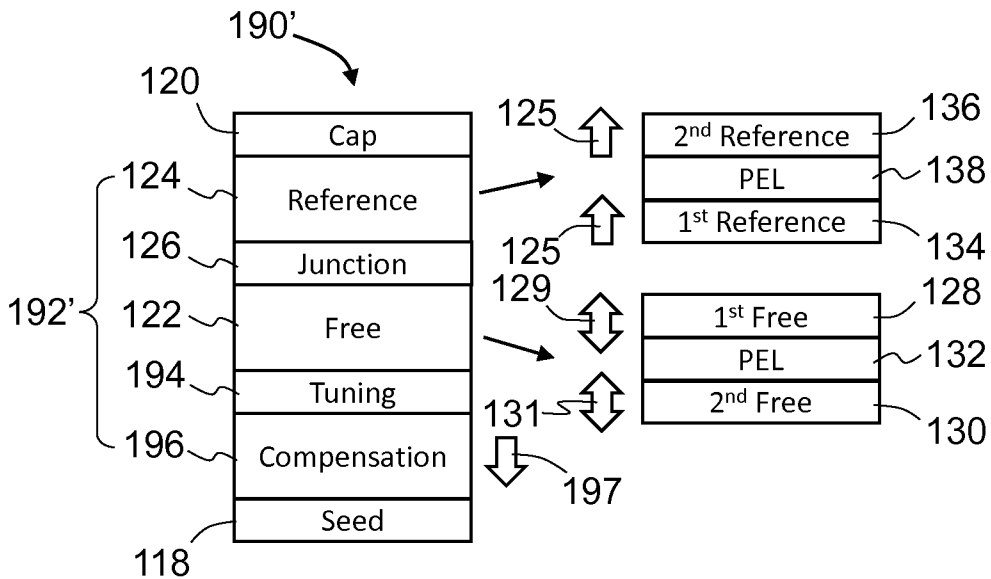 190’
120
Cap
124
Reference
126
Junction
192’
122
Free
194
Tuning
196
Compensation
118
Seed
125
2nd Reference
136
PEL
138
1st Reference
125
134
129
1st Free
128
PEL
132
131
2nd Free
130
197